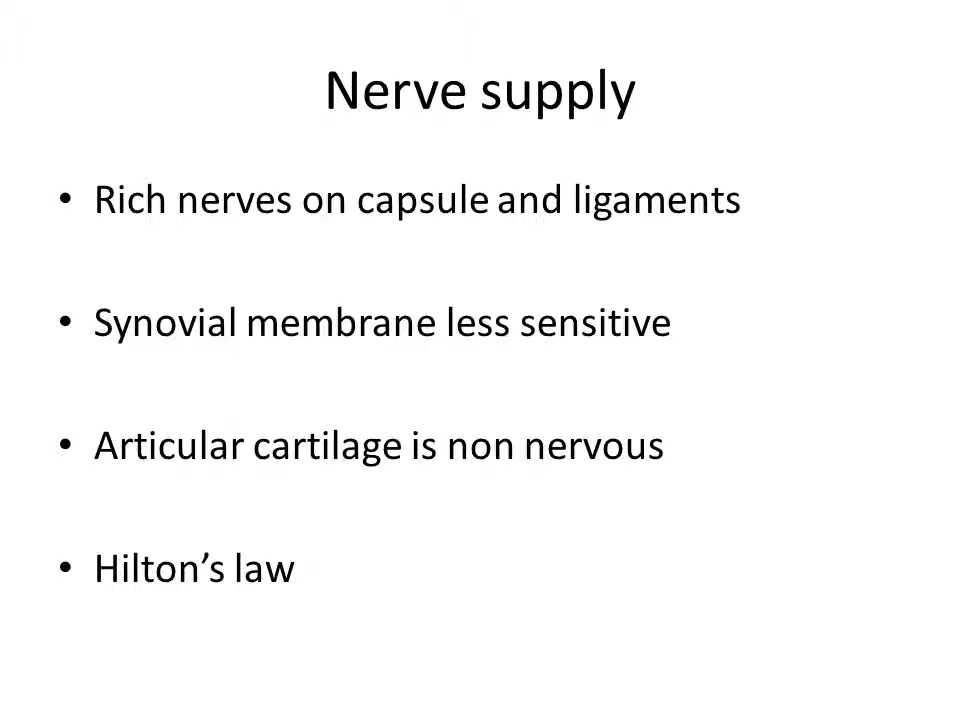 Nerve supply
• Rich nerves on capsule and ligaments
• Synovial membrane less sensitive
• Articular cartilage is non nervous
• Hilton’s law